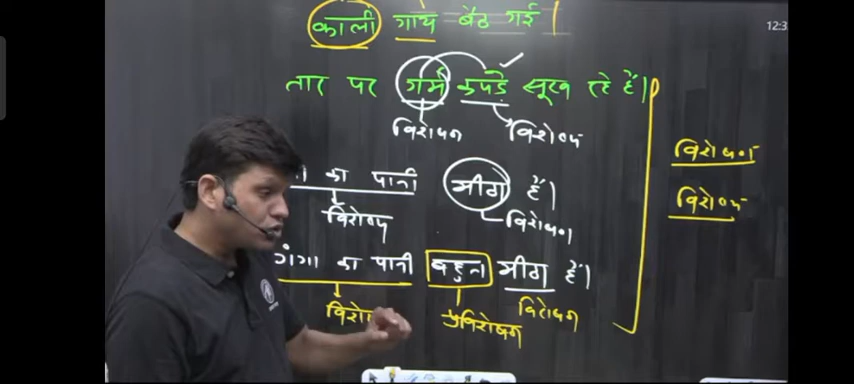 काली गाय बैठ गई |
12:3
तार पर गर्म कपड़े सूख रहे हैं।
विशेषण विशेष्य
विशेषण
का पानी मीठा है।
विशेष्य
विशेष्य विशेषण
गंगा का पानी बहुत मीठा है।
विशे प्रविशेषण विशेषण